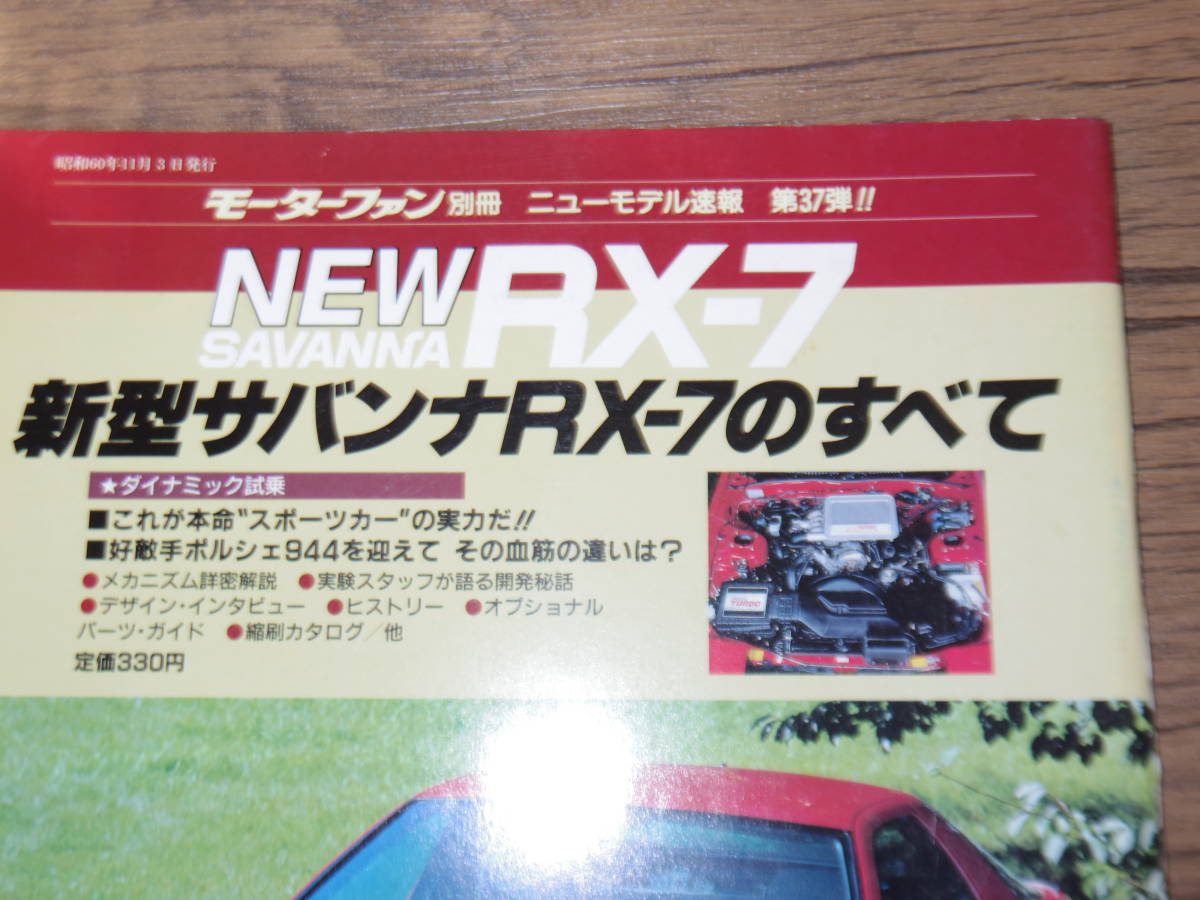 昭和60年11月3日発行
モーターファン別冊 ニューモデル速報 第37弾!!
NEW RX-7
SAVANNA
新型サバンナRX-7のすべて
★ダイナミック試乗
■これが本命"スポーツカー"の実力だ!!
■好敵手ポルシェ944を迎えて その血筋の違いは?
●メカニズム詳密解説 ●実験スタッフが語る開発秘話
●デザイン・インタビュー ●ヒストリー ●オプショナル
パーツ・ガイド ●縮刷カタログ/他
定価330円
TURBO